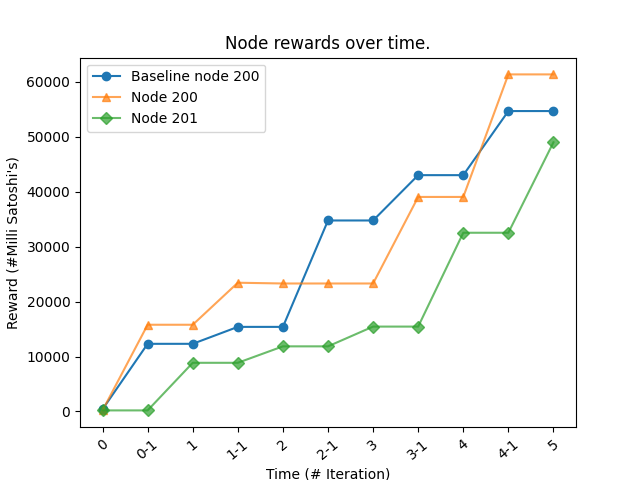 Node rewards over time.
Baseline node 200
Node 200
Node 201
Reward (#Milli Satoshi's)
60000
50000
40000
30000
20000
10000
0
0 0-1 1 1-1 2 2-1 3 3-1 4 4-1 5
Time (# Iteration)